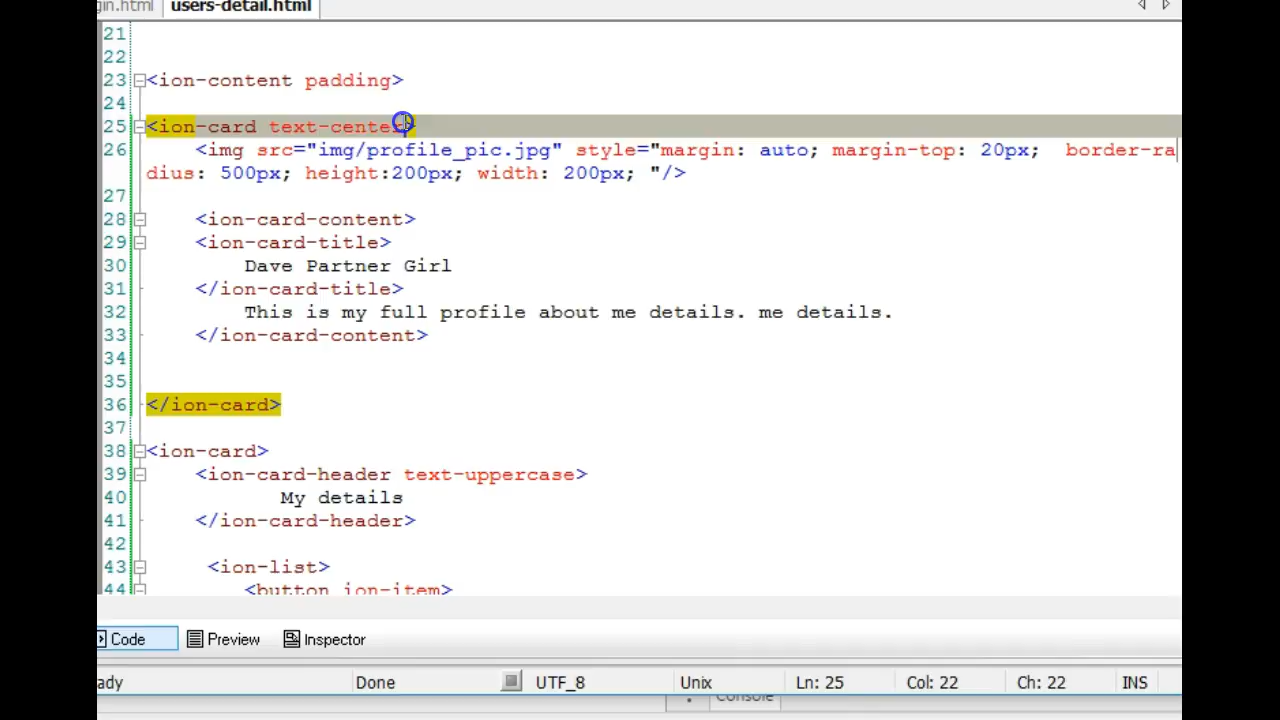 gin.html users-detail.html
21
22
23 <ion-content padding>
24
25 <ion-card text-center>
26 <img src="img/profile_pic.jpg" style="margin: auto; margin-top: 20px; border-ra
dius: 500px; height:200px; width: 200px; "/>
27
28 <ion-card-content>
29 <ion-card-title>
30 Dave Partner Girl
31 </ion-card-title>
32 This is my full profile about me details. me details.
33 </ion-card-content>
34
35
36 </ion-card>
37
38 <ion-card>
39 <ion-card-header text-uppercase>
40 My details
41 </ion-card-header>
42
43 <ion-list>
44 <button ion-item>
Code Preview Inspector
ady Done UTF_8 Unix Ln: 25 Col: 22 Ch: 22 INS
Console